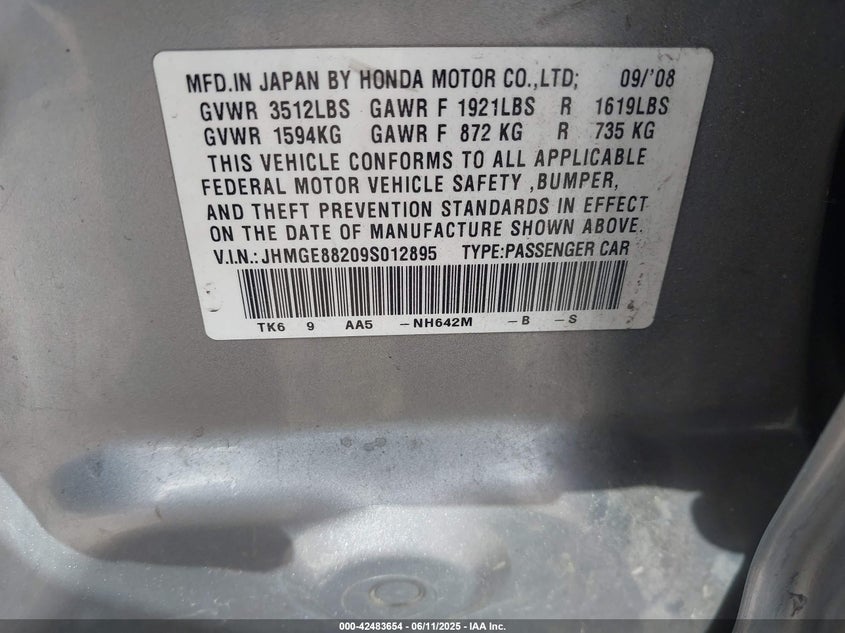 MFD.IN JAPAN BY HONDA MOTOR CO.,LTD; 09/'08
GVWR 3512LBS GAWR F 1921LBS R 1619LBS
GVWR 1594KG GAWR F 872 KG R 735 KG
THIS VEHICLE CONFORMS TO ALL APPLICABLE
FEDERAL MOTOR VEHICLE SAFETY ,BUMPER,
AND THEFT PREVENTION STANDARDS IN EFFECT
ON THE DATE OF MANUFACTURE SHOWN ABOVE.
V.I.N.:JHMGE88209S012895 TYPE:PASSENGER CAR
TK6 9 AA5 -NH642M -B -S
000-42483654 - 06/11/2025 - IAA Inc.